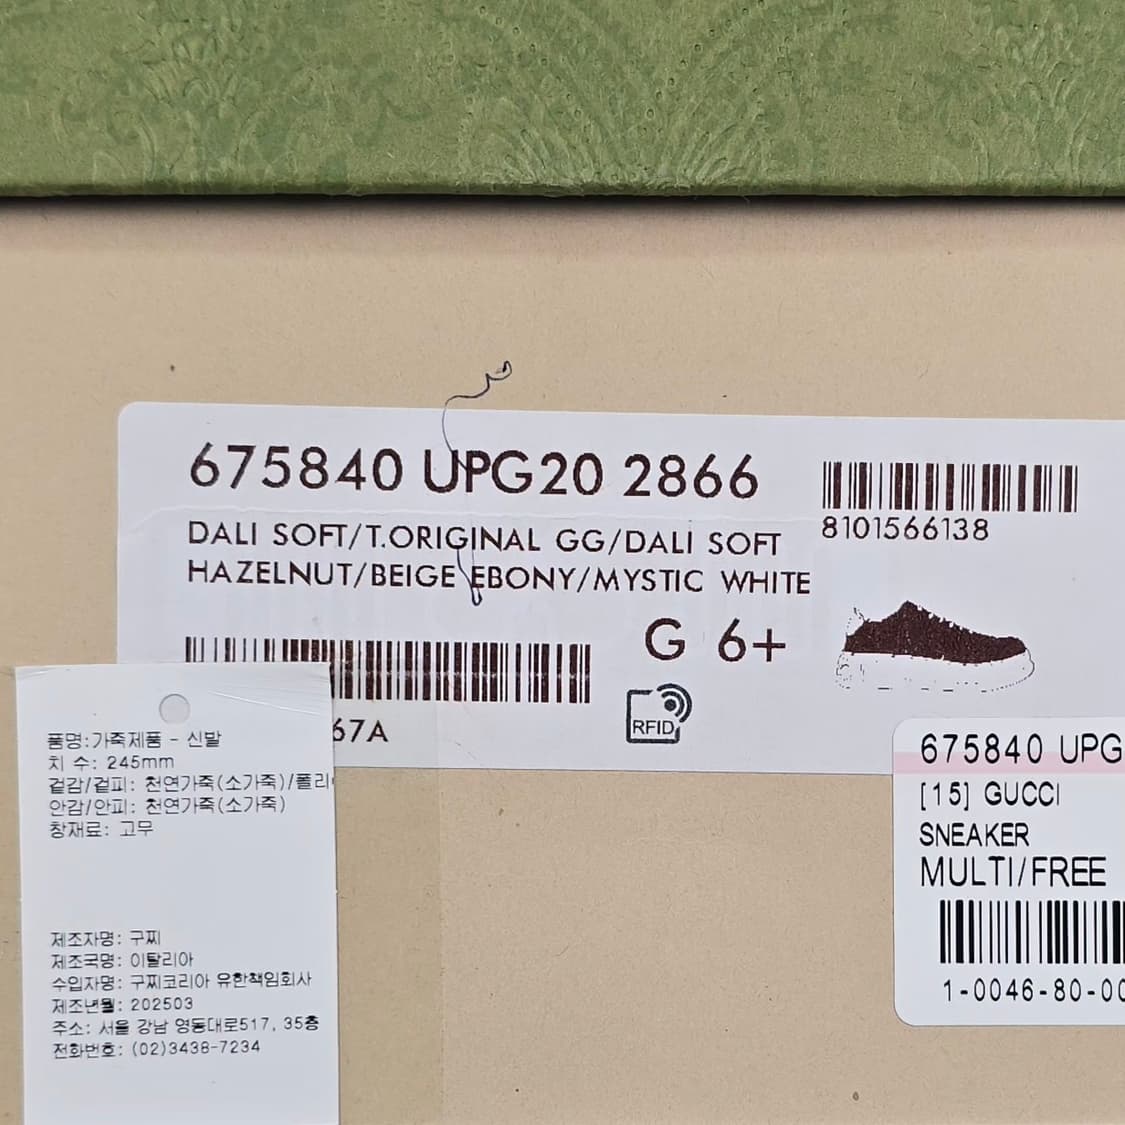 675840 UPG20 2866
8101566138
DALI SOFT/T.ORIGINAL GG/DALI SOFT
HAZELNUT/BEIGE EBONY/MYSTIC WHITE
G 6+
RFID
67A
품명:가죽제품 - 신발
치 수: 245mm
겉감/겉피: 천연가죽(소가죽)/폴리
안감/안피: 천연가죽(소가죽)
창재료: 고무
제조자명: 구찌
제조국명: 이탈리아
수입자명: 구찌코리아 유한책임회사
제조년월: 202503
주소: 서울 강남 영동대로517, 35층
전화번호: (02)3438-7234
675840 UPG
[15] GUCCI
SNEAKER
MULTI/FREE
1-0046-80-00